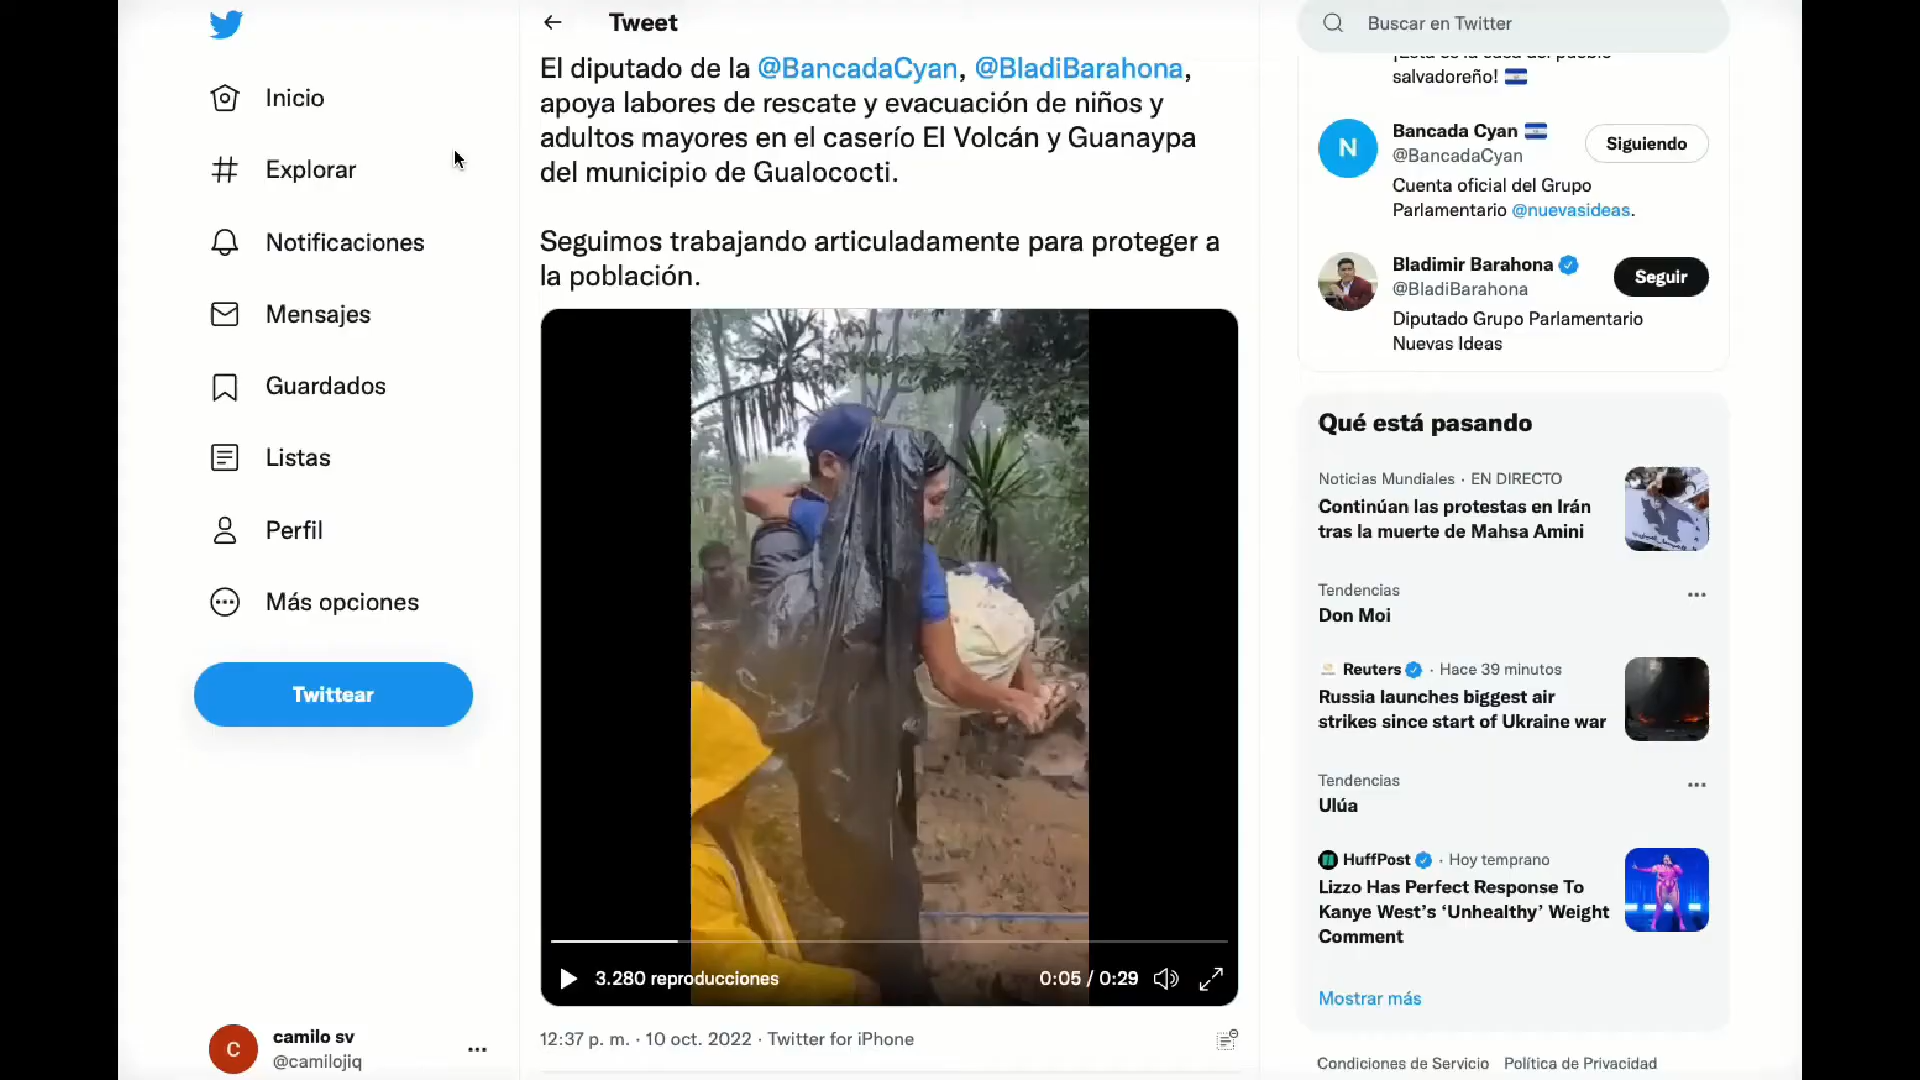 Inicio
Explorar
Notificaciones
Mensajes
Guardados
Listas
Perfil
Más opciones
Twittear
C
camilo sv
@camilojiq
Tweet
El diputado de la @BancadaCyan, @BladiBarahona,
apoya labores de rescate y evacuación de niños y
adultos mayores en el caserío El Volcán y Guanaypa
del municipio de Gualococti.
Seguimos trabajando articuladamente para proteger a
la población.
3.280 reproducciones
0:05 / 0:29
12:37 p. m. · 10 oct. 2022 · Twitter for iPhone
Buscar en Twitter
salvadoreño!
N
Bancada Cyan
@BancadaCyan
Siguiendo
Cuenta oficial del Grupo
Parlamentario @nuevasideas.
Bladimir Barahona
@BladiBarahona
Seguir
Diputado Grupo Parlamentario
Nuevas Ideas
Qué está pasando
Noticias Mundiales · EN DIRECTO
Continúan las protestas en Irán
tras la muerte de Mahsa Amini
Tendencias
Don Moi
Reuters · Hace 39 minutos
Russia launches biggest air
strikes since start of Ukraine war
Tendencias
Ulúa
HuffPost · Hoy temprano
Lizzo Has Perfect Response To
Kanye West's ‘Unhealthy’ Weight
Comment
Mostrar más
Condiciones de Servicio Política de Privacidad